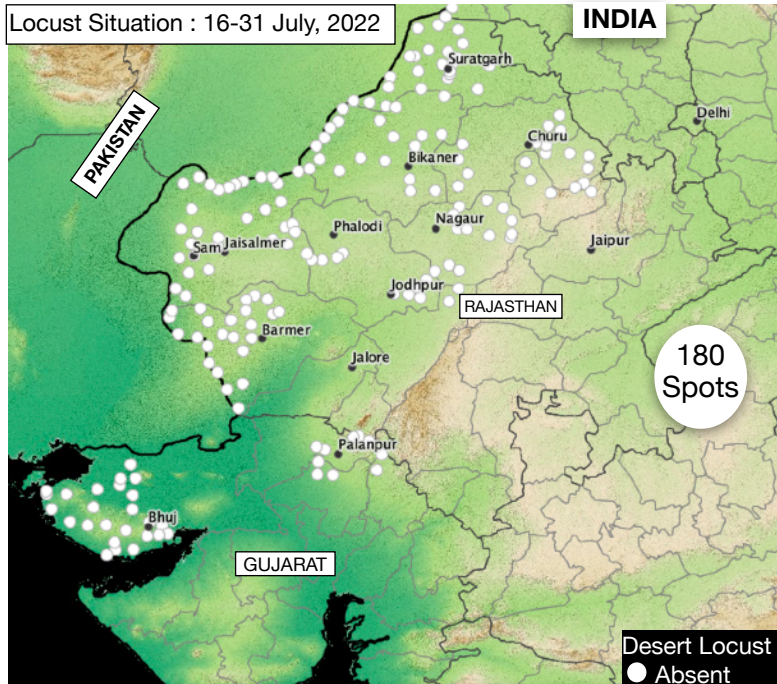 Locust Situation : 16-31 July, 2022
INDIA
PAKISTAN
Suratgarh
Delhi
Churu
Bikaner
Phalodi
Nagaur
Sam
Jaisalmer
Jaipur
Jodhpur
RAJASTHAN
Barmer
Jalore
180
Spots
Palanpur
Bhuj
GUJARAT
Desert Locust
Absent